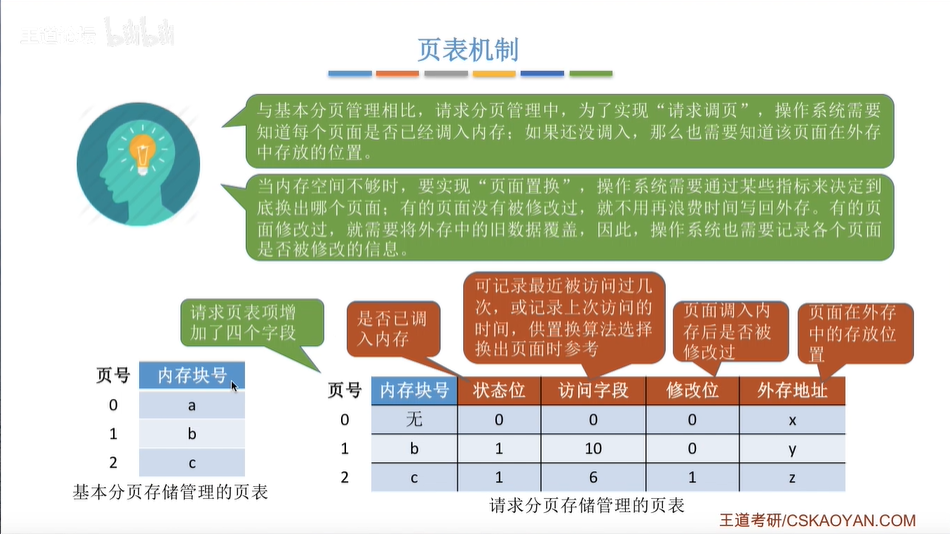 王道考研 bilibili
页表机制
与基本分页管理相比，请求分页管理中，为了实现“请求调页”，操作系统需要
知道每个页面是否已经调入内存；如果还没调入，那么也需要知道该页面在外存
中存放的位置。
当内存空间不够时，要实现“页面置换”，操作系统需要通过某些指标来决定到
底换出哪个页面；有的页面没有被修改过，就不用再浪费时间写回外存。有的页
面修改过，就需要将外存中的旧数据覆盖，因此，操作系统也需要记录各个页面
是否被修改的信息。
请求页表项增
加了四个字段
是否已调
入内存
可记录最近被访问过几
次，或记录上次访问的
时间，供置换算法选择
换出页面时参考
页面调入内
存后是否被
修改过
页面在外存
中的存放位
置
页号 内存块号
0 a
1 b
2 c
基本分页存储管理的页表
页号 内存块号 状态位 访问字段 修改位 外存地址
0 无 0 0 0 x
1 b 1 10 0 y
2 c 1 6 1 z
请求分页存储管理的页表
王道考研/CSKAOYAN.COM